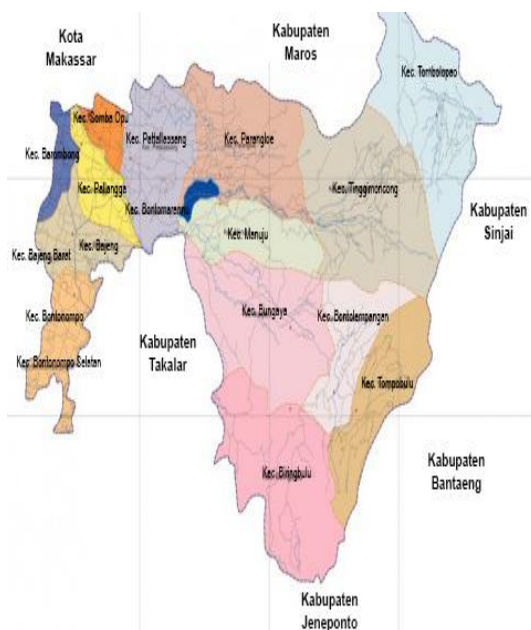 Kota
Makassar
Kabupaten
Maros
Kec. Tombolopao
Kec. Somba Opu
Kec. Pattallassang
Kec. Parangloe
Kec. Barombong
Kec. Pallangga
Kec. Tinggimoncong
Kec. Bontomarannu
Kabupaten
Sinjai
Kec. Manuju
Kec. Bajeng
Kec. Bajeng Barat
Kec. Bungaya
Kec. Bontolempangan
Kec. Bontonompo
Kabupaten
Takalar
Kec. Bontonompo Selatan
Kec. Tompobulu
Kec. Biringbulu
Kabupaten
Bantaeng
Kabupaten
Jeneponto